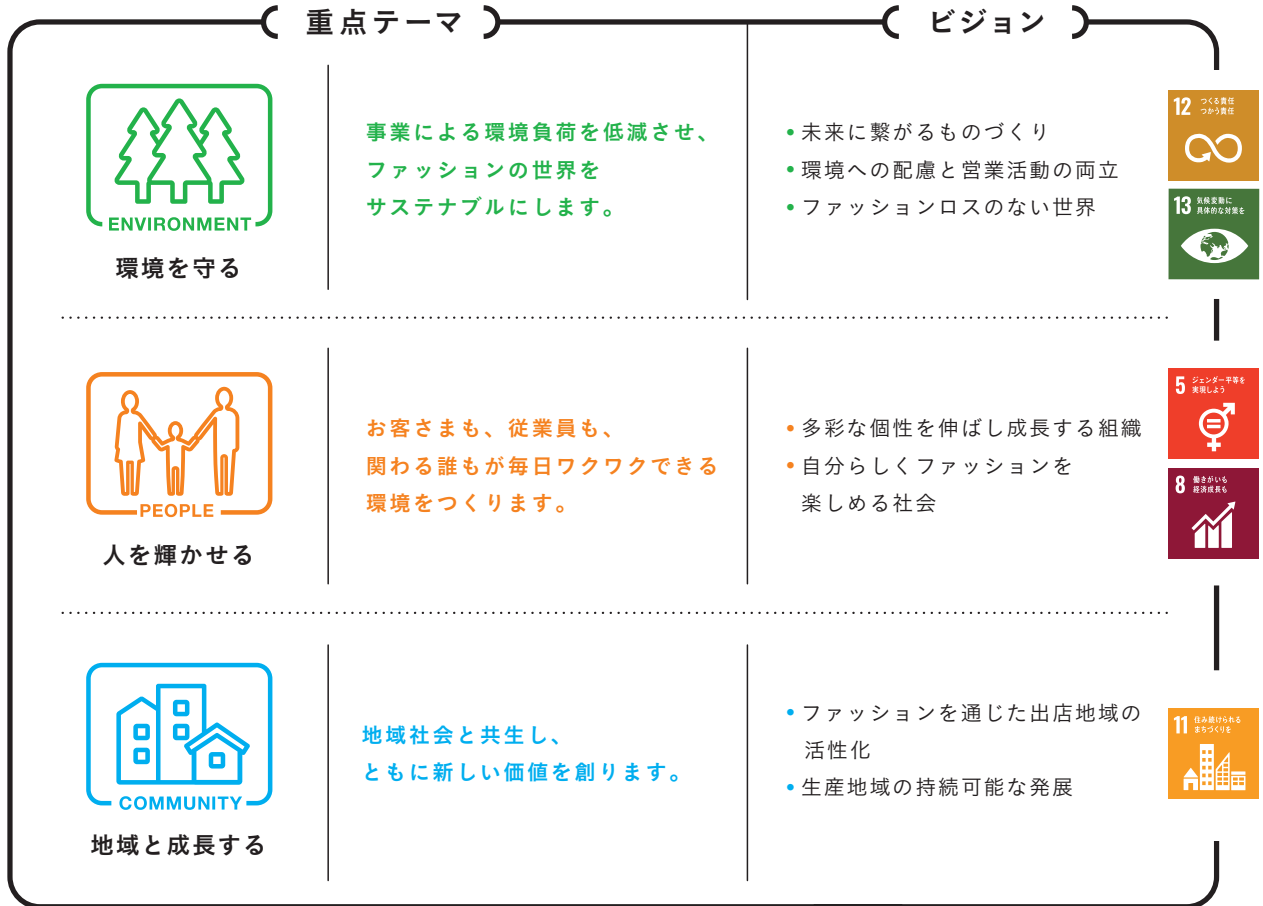 重点テーマ
ビジョン
ENVIRONMENT
環境を守る
事業による環境負荷を低減させ、
ファッションの世界を
サステナブルにします。
•未来に繋がるものづくり
•環境への配慮と営業活動の両立
•ファッションロスのない世界
12 つくる責任
つかう責任
13 気候変動に
具体的な対策を
PEOPLE
人を輝かせる
お客さまも、従業員も、
関わる誰もが毎日ワクワクできる
環境をつくります。
•多彩な個性を伸ばし成長する組織
•自分らしくファッションを
楽しめる社会
5 ジェンダー平等を
実現しよう
8 働きがいも
経済成長も
COMMUNITY
地域と成長する
地域社会と共生し、
ともに新しい価値を創ります。
•ファッションを通じた出店地域の
活性化
•生産地域の持続可能な発展
11 住み続けられる
まちづくりを